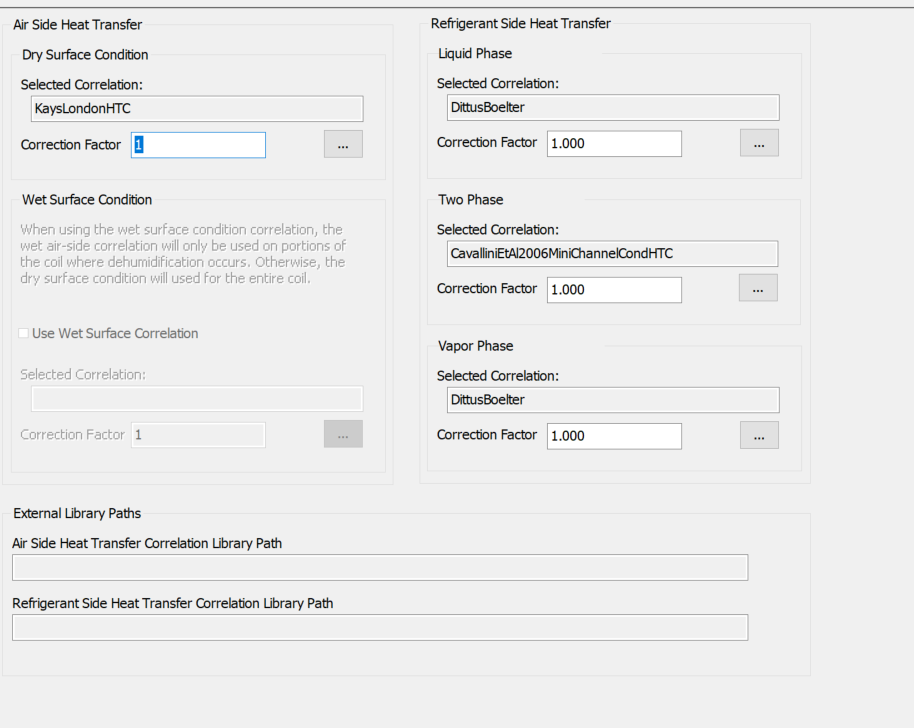 Air Side Heat Transfer
Dry Surface Condition
Selected Correlation:
KaysLondonHTC
Correction Factor 1 ...
Wet Surface Condition
When using the wet surface condition correlation, the
wet air-side correlation will only be used on portions of
the coil where dehumidification occurs. Otherwise, the
dry surface condition will used for the entire coil.
Use Wet Surface Correlation
Selected Correlation:
Correction Factor 1 ...
Refrigerant Side Heat Transfer
Liquid Phase
Selected Correlation:
DittusBoelter
Correction Factor 1.000 ...
Two Phase
Selected Correlation:
CavalliniEtAl2006MiniChannelCondHTC
Correction Factor 1.000 ...
Vapor Phase
Selected Correlation:
DittusBoelter
Correction Factor 1.000 ...
External Library Paths
Air Side Heat Transfer Correlation Library Path
Refrigerant Side Heat Transfer Correlation Library Path